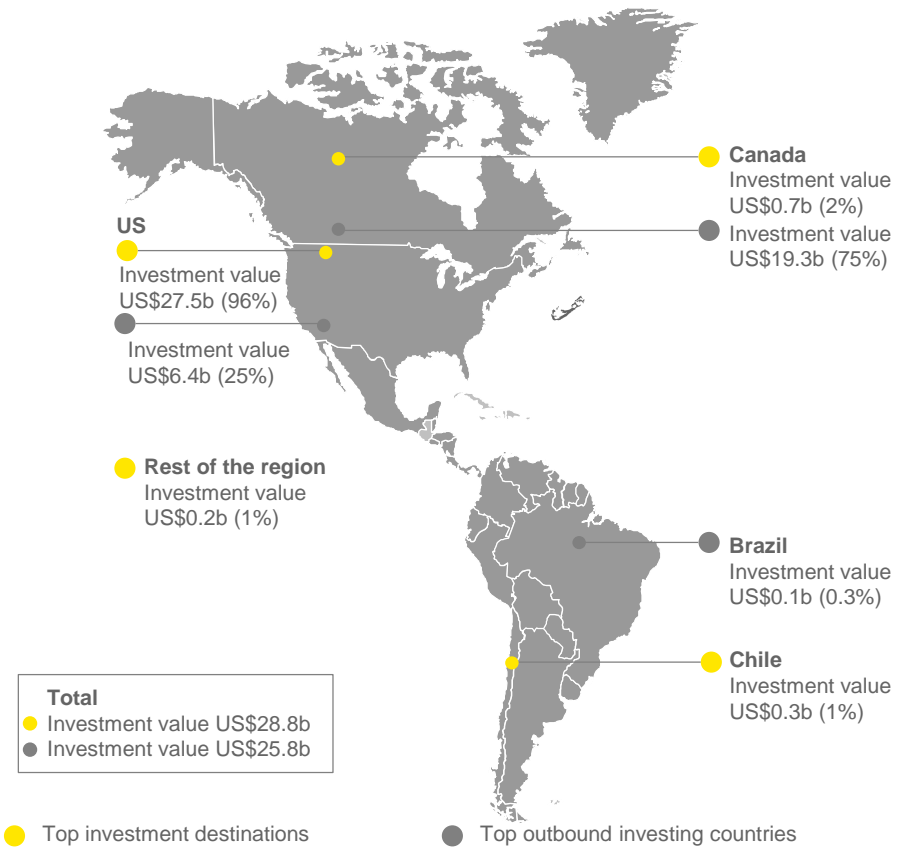 Canada
Investment value
US$0.7b (2%)
Investment value
US$19.3b (75%)
US
Investment value
US$27.5b (96%)
Investment value
US$6.4b (25%)
Rest of the region
Investment value
US$0.2b (1%)
Brazil
Investment value
US$0.1b (0.3%)
Chile
Investment value
US$0.3b (1%)
Total
Investment value US$28.8b
Investment value US$25.8b
Top investment destinations
Top outbound investing countries